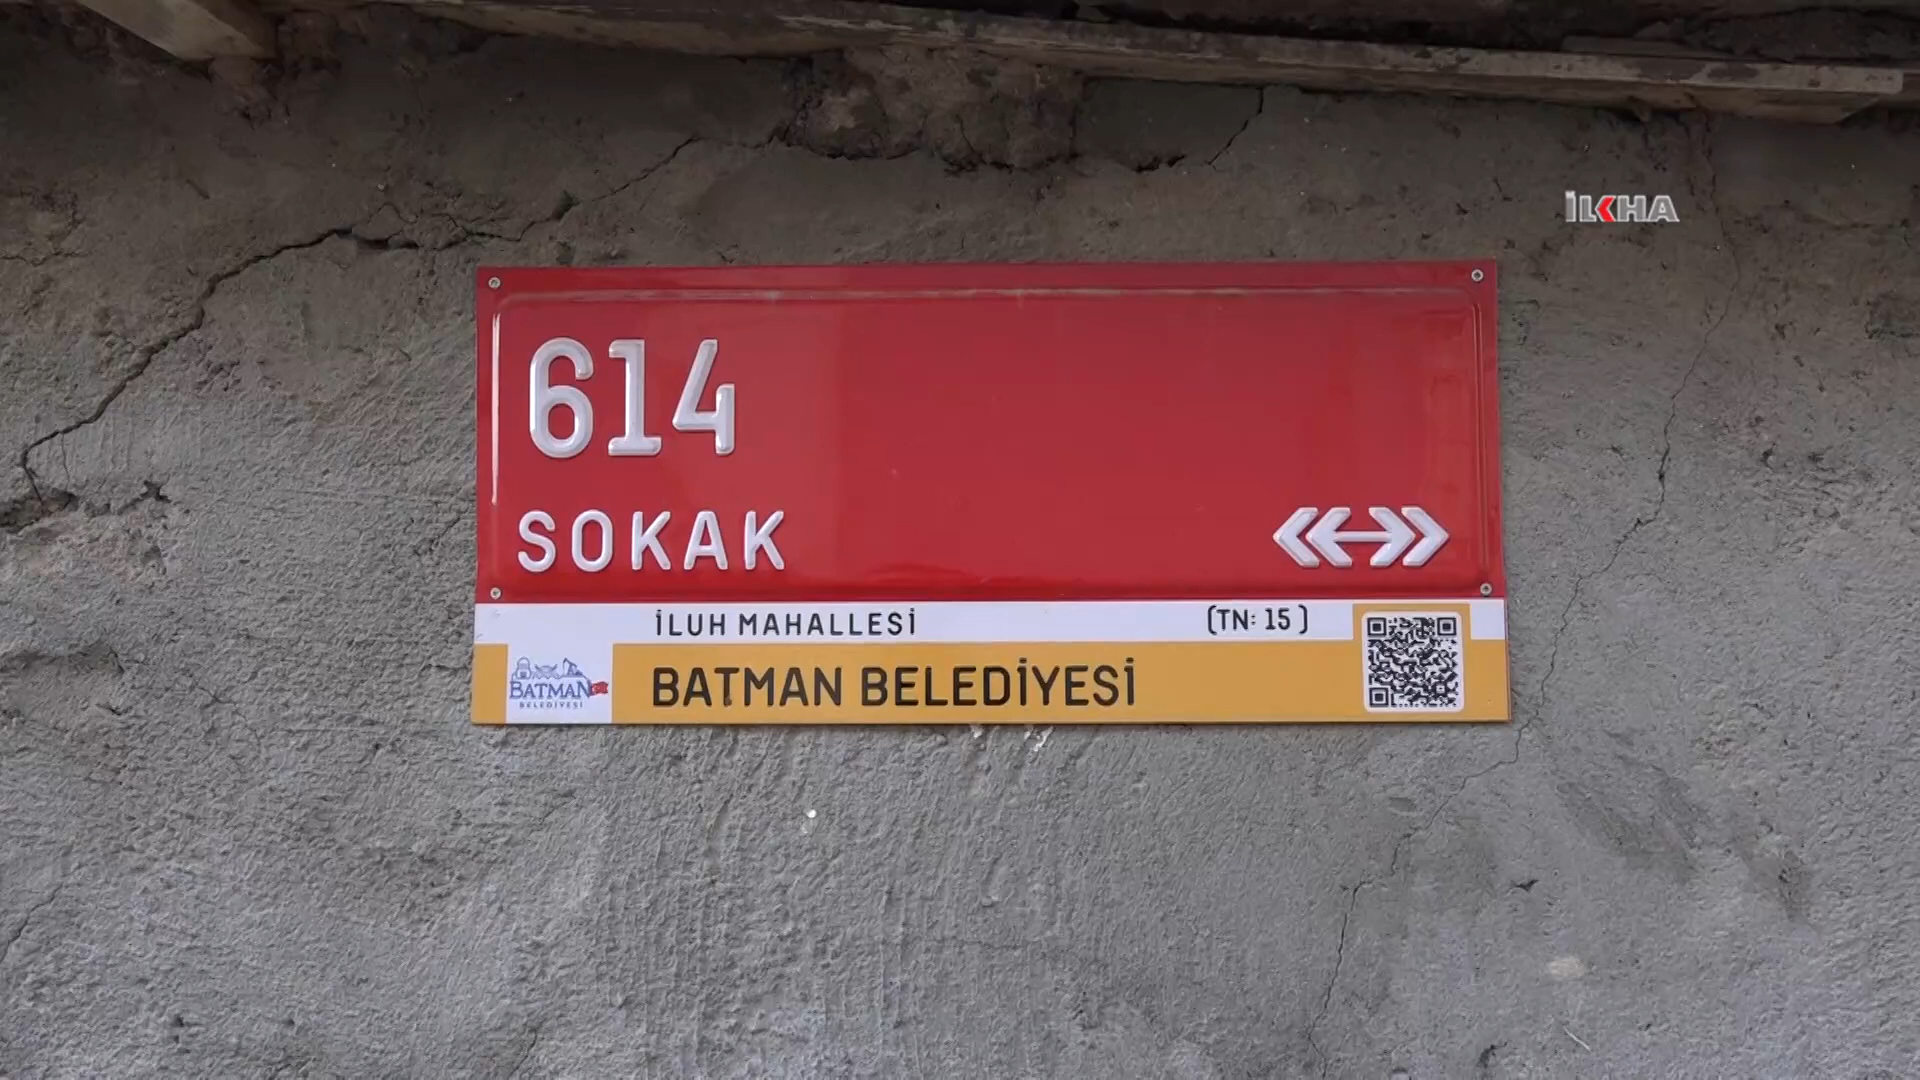 İLKHA
614
SOKAK
İLUH MAHALLESİ (TN: 15 )
BATMAN BELEDİYESİ
BATMAN
BELEDİYESİ